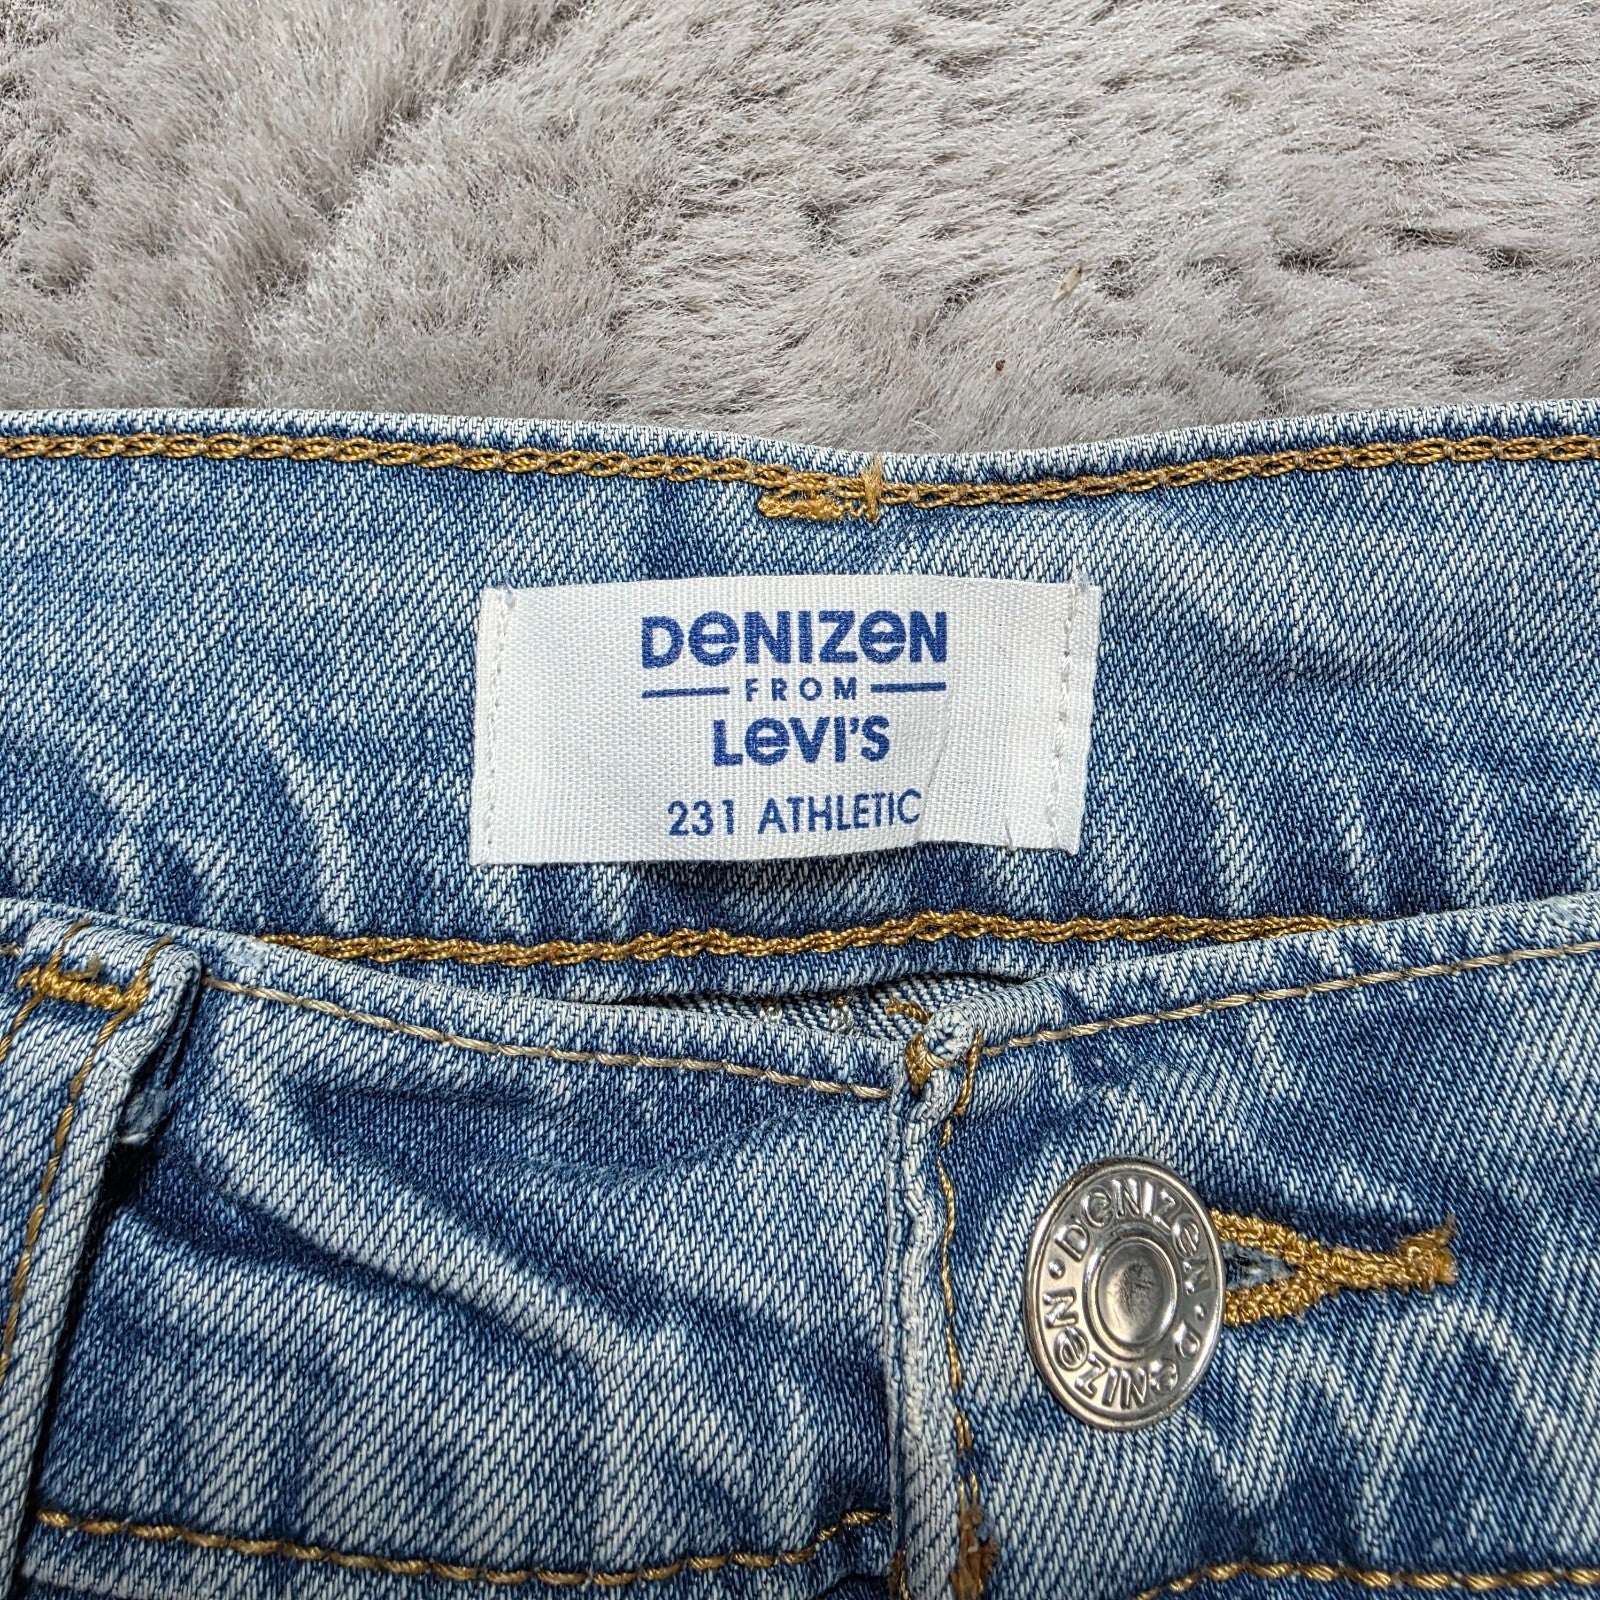 DeNIZeN
FROM
LeVI'S
231 ATHLETIC
DeNIZeN · DeNIZeN ·